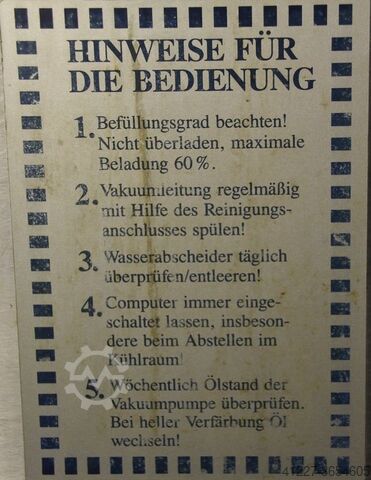 HINWEISE FÜR
DIE BEDIENUNG
1. Befüllungsgrad beachten!
Nicht überladen, maximale
Beladung 60%.
2. Vakuumleitung regelmäßig
mit Hilfe des Reinigungs-
anschlusses spülen!
3. Wasserabscheider täglich
überprüfen/entleeren!
4. Computer immer einge-
schaltet lassen, insbeson-
dere beim Abstellen im
Kühlraum!
5. Wöchentlich Ölstand der
Vakuumpumpe überprüfen.
Bei heller Verfärbung Öl
wechseln!